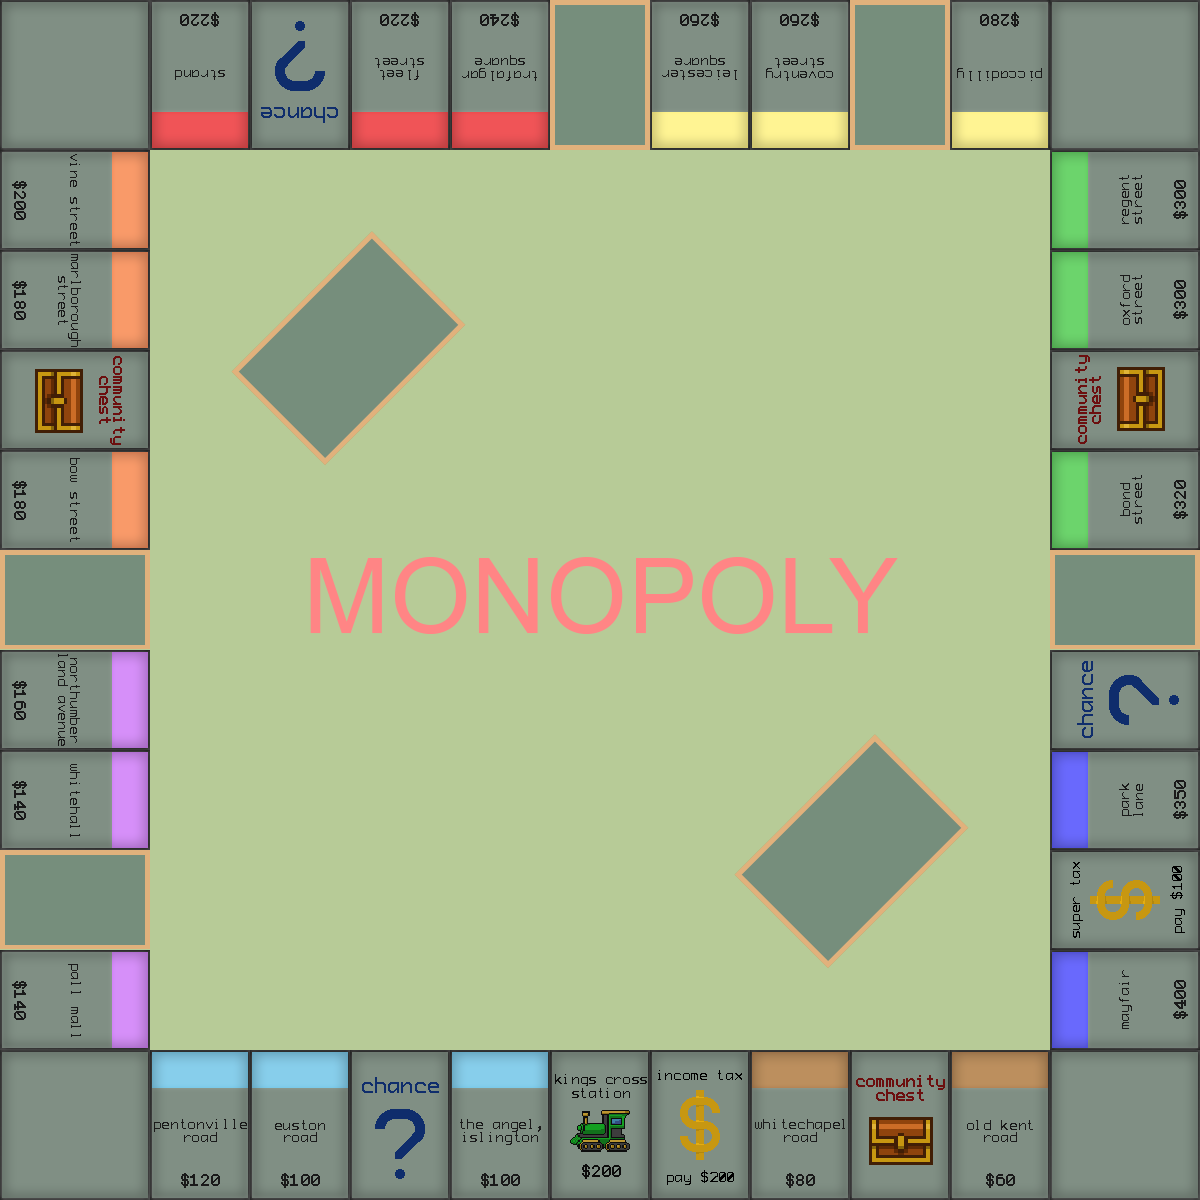 $220
strand
chance
$220
fleet
street
$240
trafalgar
square
$260
leicester
square
$260
coventry
street
$280
piccadilly
vine street
$200
marlborough
street
$180
community
chest
bow street
$180
northumber
land avenue
$160
whitehall
$140
pall mall
$140
regent
street
$300
oxford
street
$300
community
chest
bond
street
$320
chance
park
lane
$350
super tax
pay $100
mayfair
$400
MONOPOLY
pentonville
road
$120
euston
road
$100
chance
the angel,
islington
$100
kings cross
station
$200
income tax
pay $200
whitechapel
road
$80
community
chest
old kent
road
$60